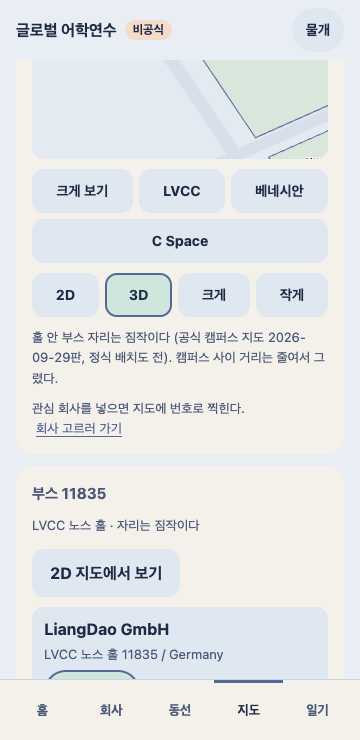 글로벌 어학연수 비공식 물개
크게 보기 LVCC 베네시안
C Space
2D 3D 크게 작게
홀 안 부스 자리는 짐작이다 (공식 캠퍼스 지도 2026-
09-29판, 정식 배치도 전). 캠퍼스 사이 거리는 줄여서 그
렸다.
관심 회사를 넣으면 지도에 번호로 찍힌다.
회사 고르러 가기
부스 11835
LVCC 노스 홀 · 자리는 짐작이다
2D 지도에서 보기
LiangDao GmbH
LVCC 노스 홀 11835 / Germany
홈 회사 동선 지도 일기